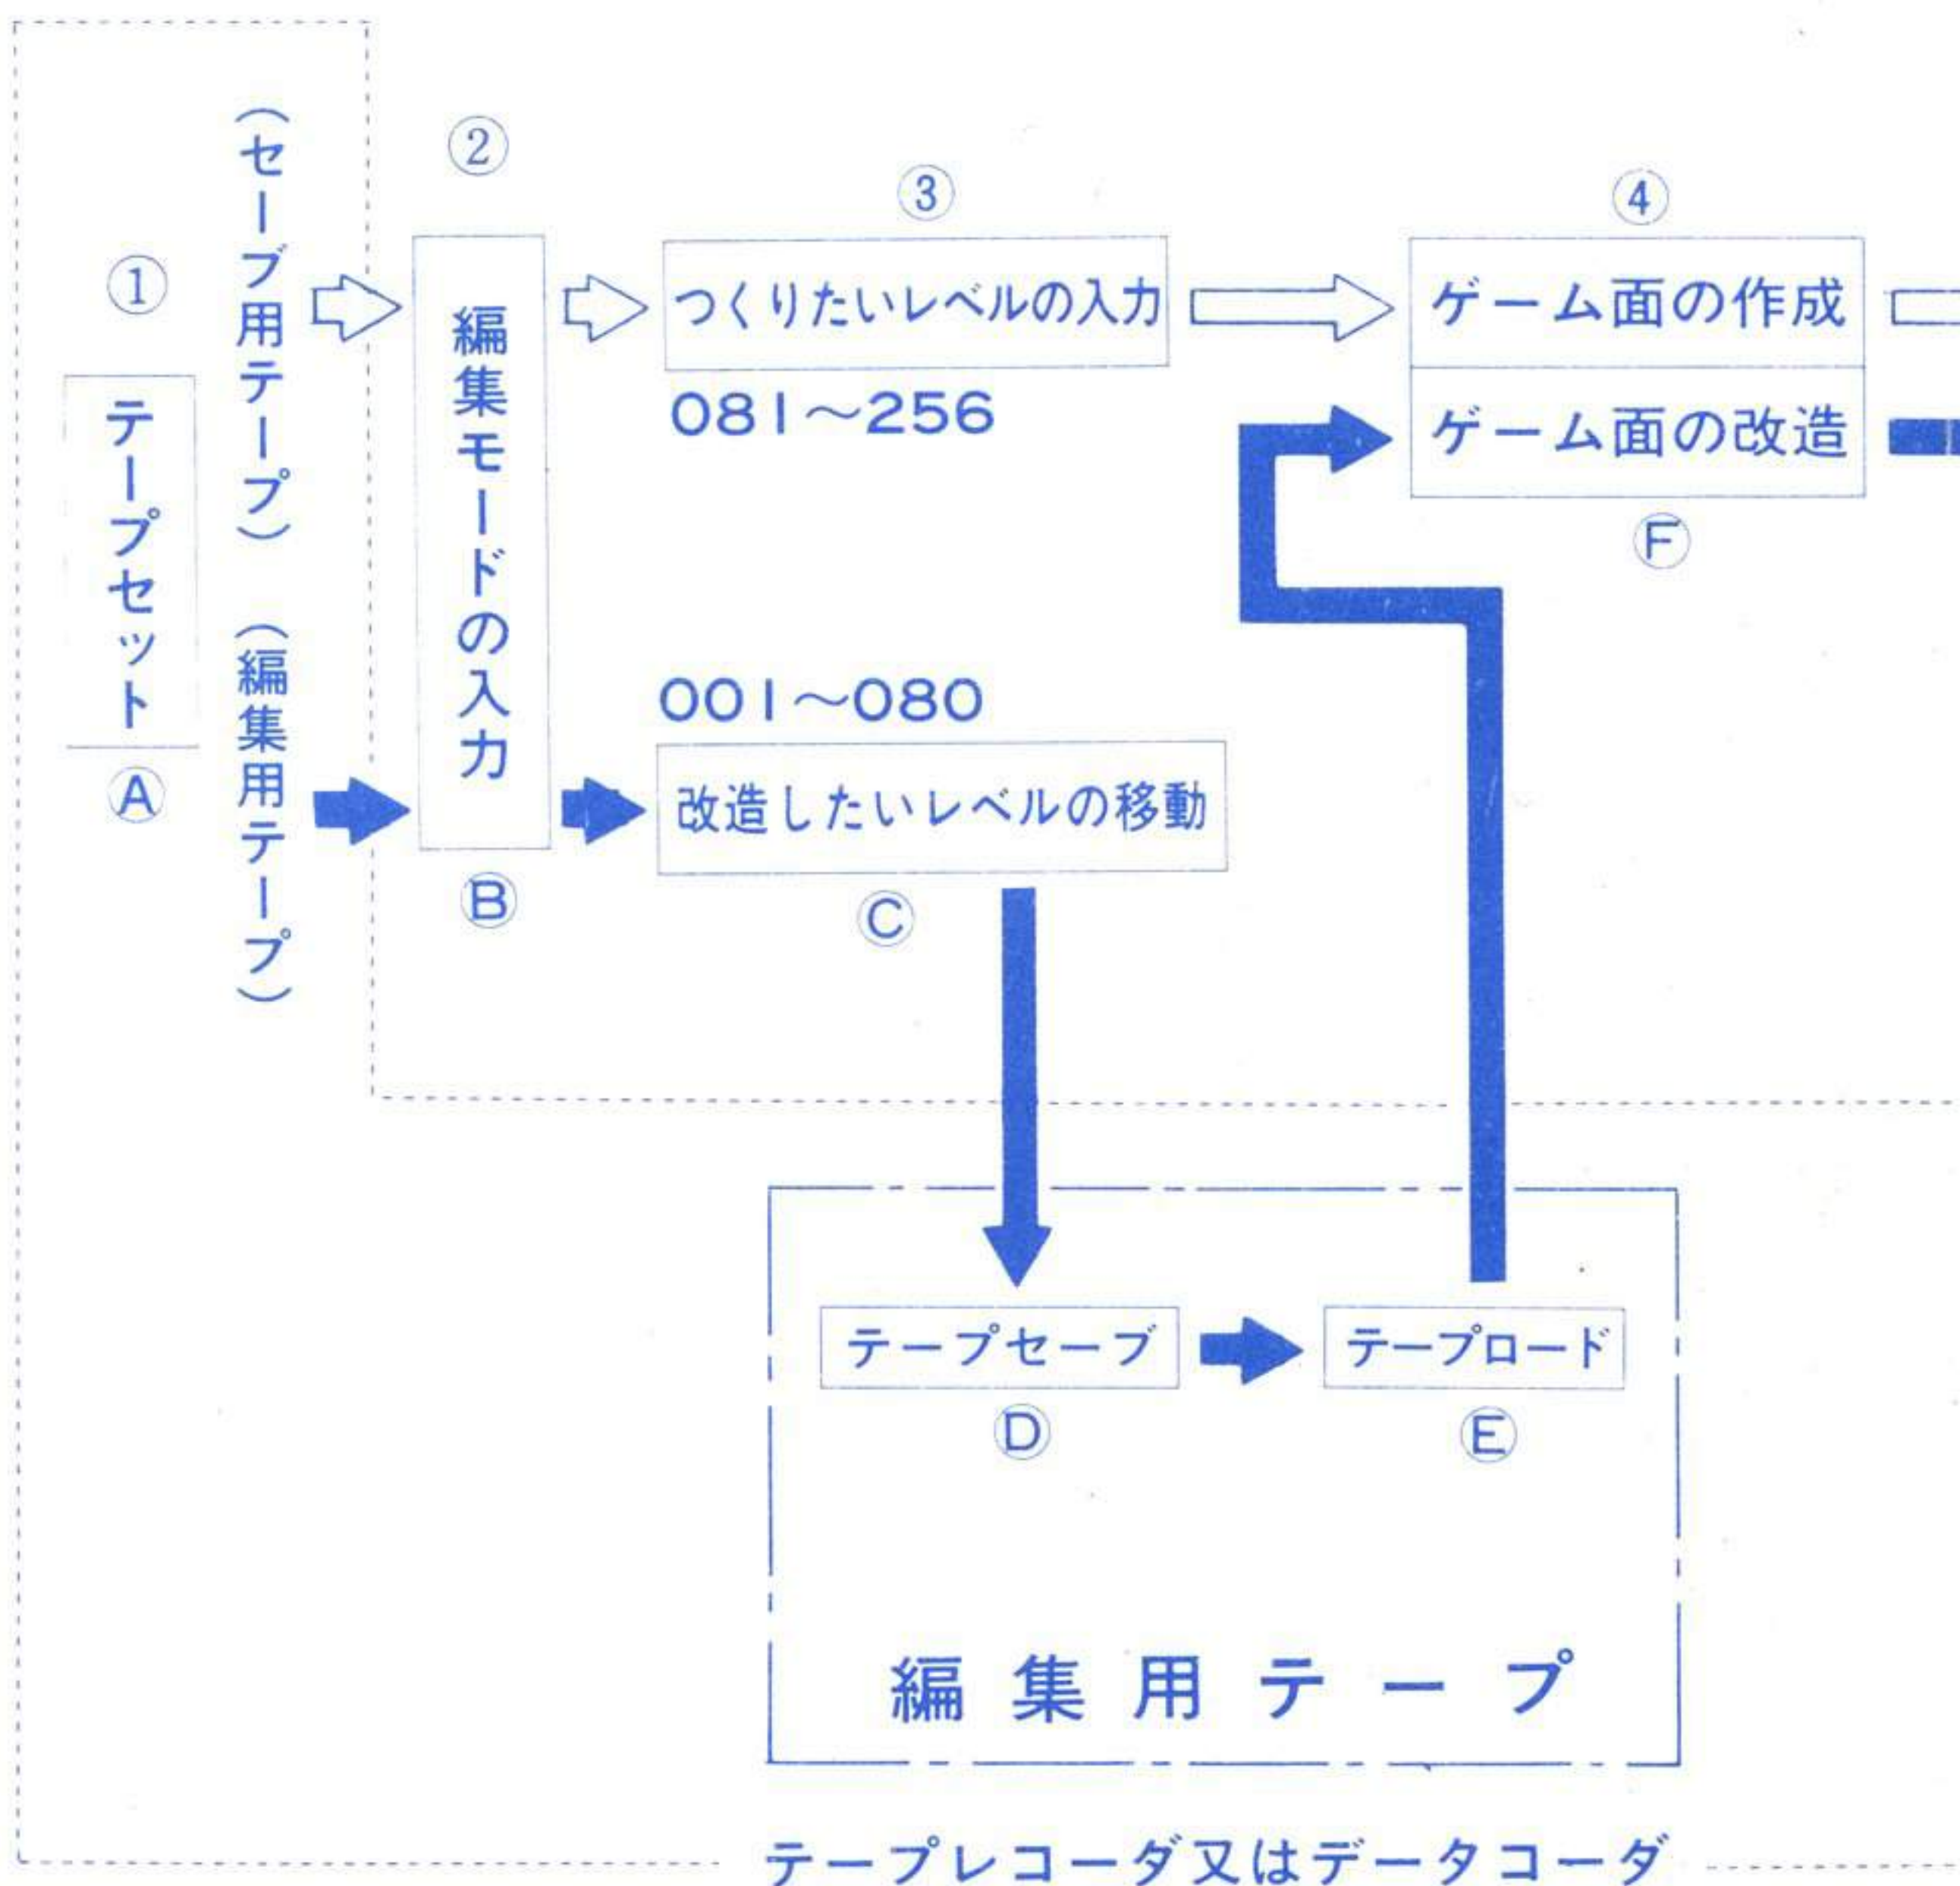 ①
テープセット
Ⓐ
(セーブ用テープ)
(編集用テープ)
②
編集モードの入力
Ⓑ
③
つくりたいレベルの入力
081〜256
001〜080
改造したいレベルの移動
Ⓒ
④
ゲーム面の作成
ゲーム面の改造
Ⓕ
テープセーブ
Ⓓ
テープロード
Ⓔ
編集用テープ
テープレコーダ又はデータコーダ